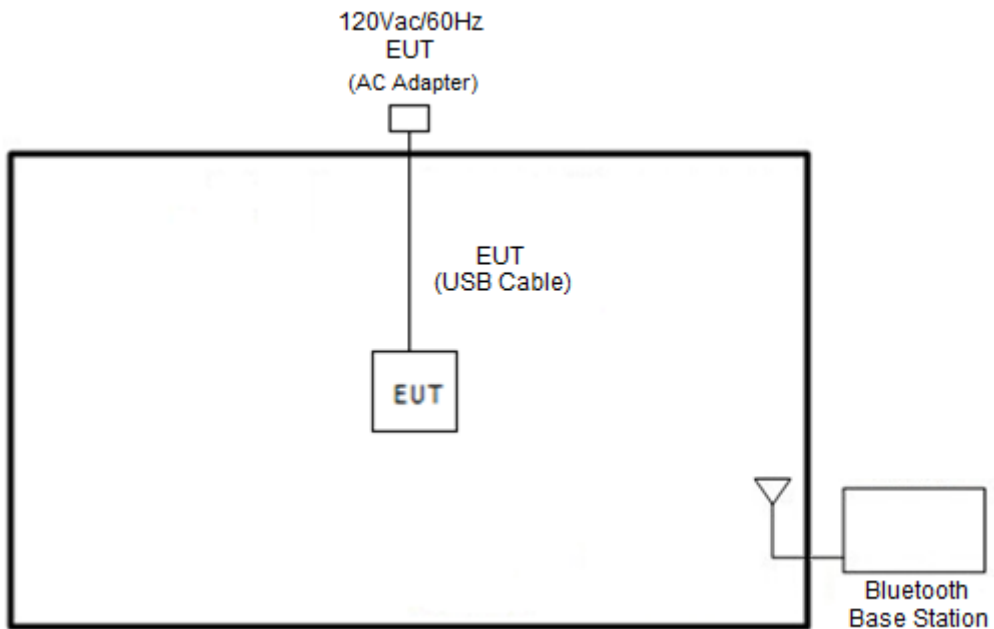 120Vac/60Hz
EUT
(AC Adapter)
EUT
(USB Cable)
EUT
Bluetooth
Base Station